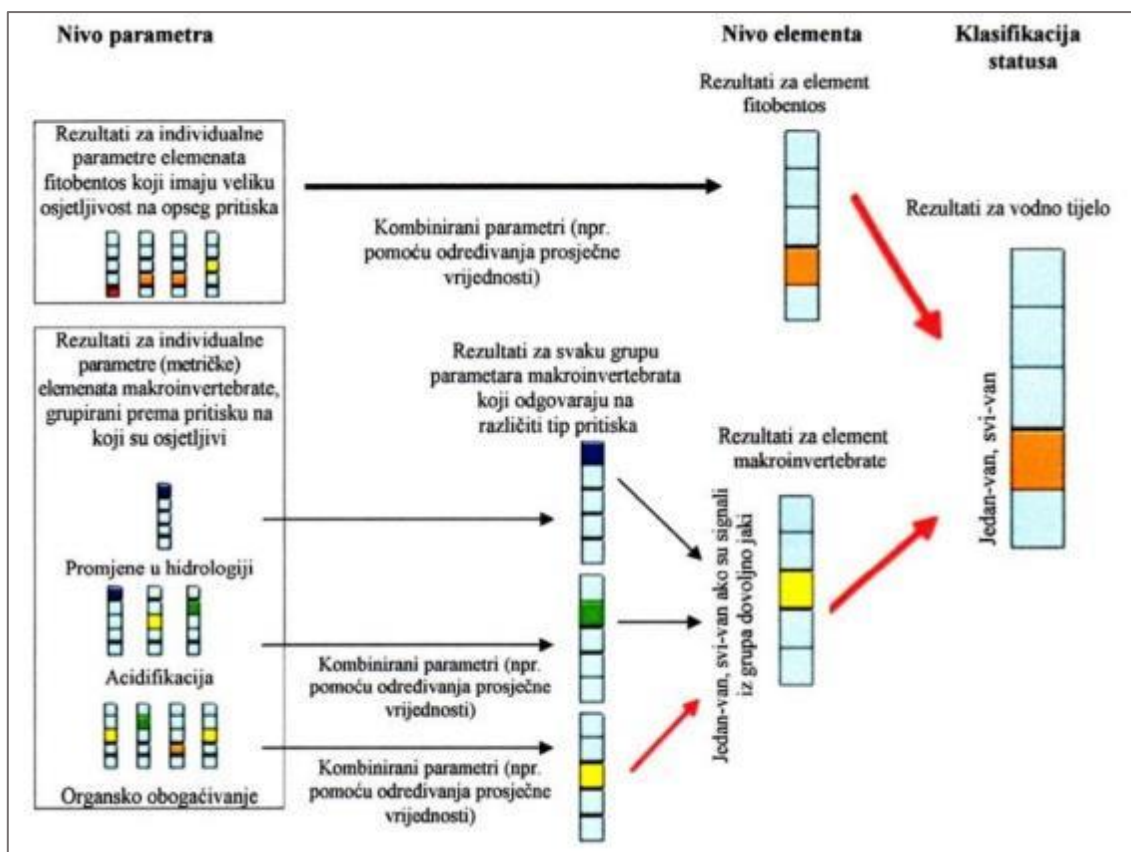 Nivo parametra
Nivo elementa
Klasifikacija
statusa
Rezultati za individualne
parametre elemenata
fitobentos koji imaju veliku
osjetljivost na opseg pritiska
Kombinirani parametri (npr.
pomoću određivanja prosječne
vrijednosti)
Rezultati za element
fitobentos
Rezultati za vodno tijelo
Jedan-van, svi-van
Rezultati za individualne
parametre (metričke)
elemenata makroinvertebrate,
grupirani prema pritisku na
koji su osjetljivi
Promjene u hidrologiji
Acidifikacija
Organsko obogaćivanje
Rezultati za svaku grupu
parametara makroinvertebrata
koji odgovaraju na
različiti tip pritiska
Kombinirani parametri (npr.
pomoću određivanja prosječne
vrijednosti)
Kombinirani parametri (npr.
pomoću određivanja prosječne
vrijednosti)
Jedan-van, svi-van ako su signali
iz grupa dovoljno jaki
Rezultati za element
makroinvertebrate